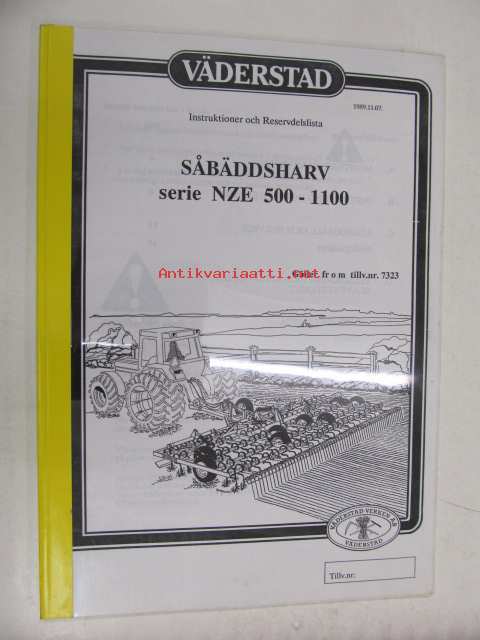 VÄDERSTAD
1989.11.07.
Instruktioner och Reservdelslista
SÅBÄDDSHARV
serie NZE 500 - 1100
Antikvariaatti.net
Gäller fr o m tillv.nr. 7323
VÄDERSTAD-VERKEN AB
VÄDERSTAD
Tillv.nr: